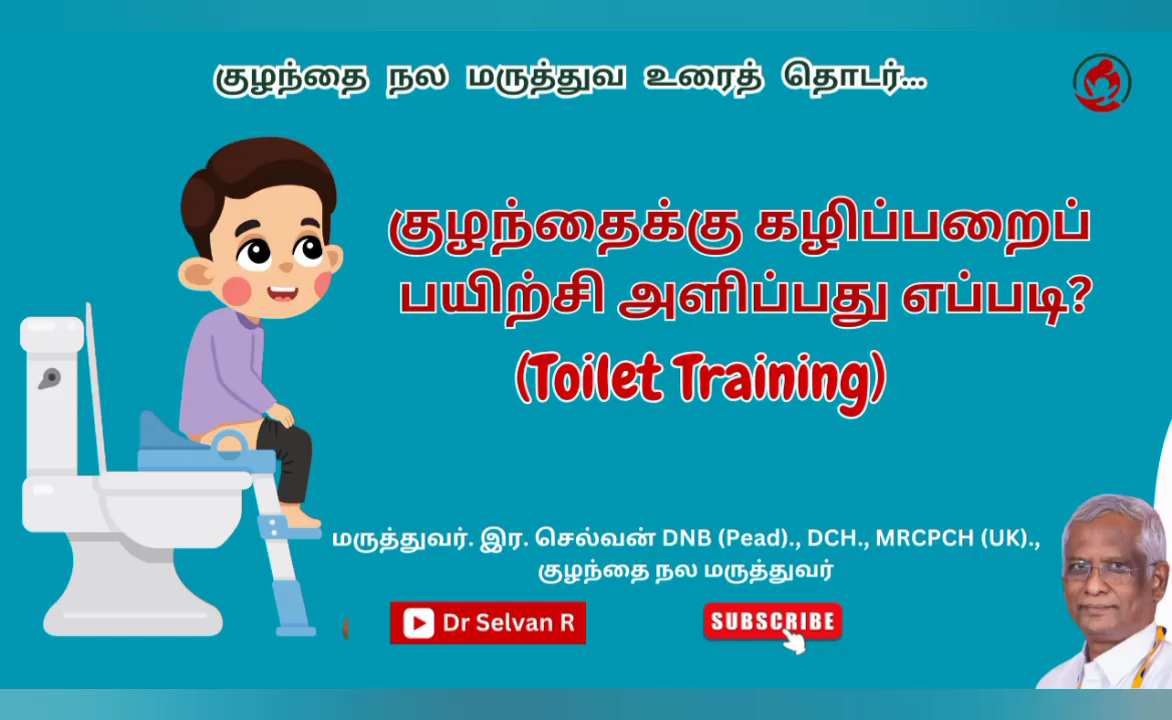 குழந்தை நல மருத்துவ உரைத் தொடர்...
குழந்தைக்கு கழிப்பறைப்
பயிற்சி அளிப்பது எப்படி?
(Toilet Training)
மருத்துவர். இர. செல்வன் DNB (Pead)., DCH., MRCPCH (UK).,
குழந்தை நல மருத்துவர்
Dr Selvan R
SUBSCRIBE